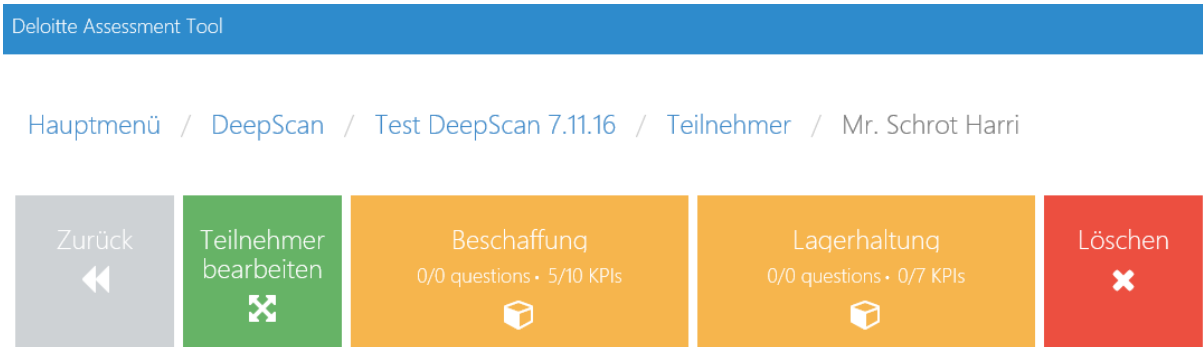 Deloitte Assessment Tool
Hauptmenü / DeepScan / Test DeepScan 7.11.16 / Teilnehmer / Mr. Schrot Harri
Zurück
Teilnehmer
bearbeiten
Beschaffung
0/0 questions • 5/10 KPIs
Lagerhaltung
0/0 questions • 0/7 KPIs
Löschen